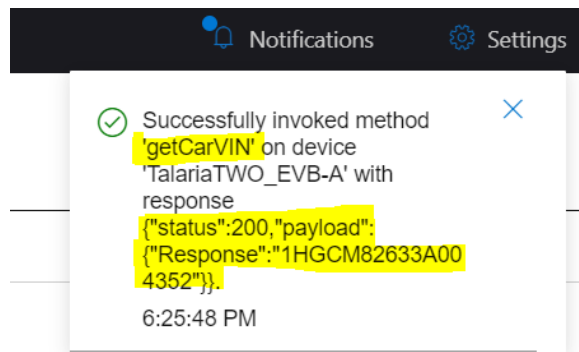 Notifications
Settings
Successfully invoked method
'getCarVIN' on device
'TalariaTWO_EVB-A' with
response
{"status":200,"payload":
{"Response":"1HGCM82633A00
4352"}}.
6:25:48 PM